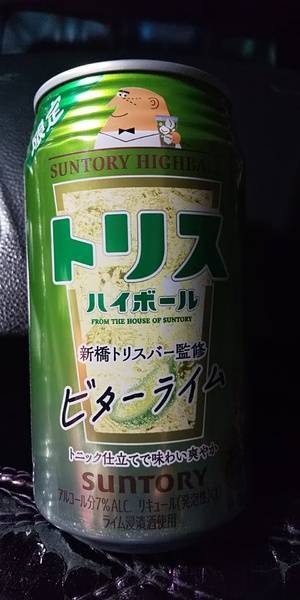 限定
SUNTORY HIGHBALL
トリス
ハイボール
FROM THE HOUSE OF SUNTORY
新橋トリスバー監修
ビターライム
トニック仕立てで味わい爽やか
SUNTORY
アルコール分7%ALC. リキュール(発泡性)①
ライム浸漬酒使用